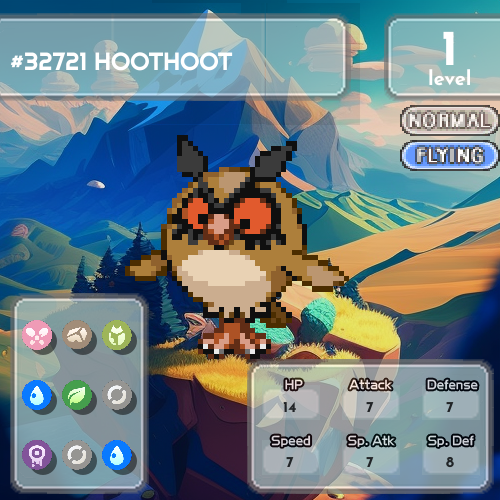 #32721 HOOTHOOT
1
level
NORMAL
FLYING
HP Attack Defense
14 7 7
Speed Sp. Atk Sp. Def
7 7 8